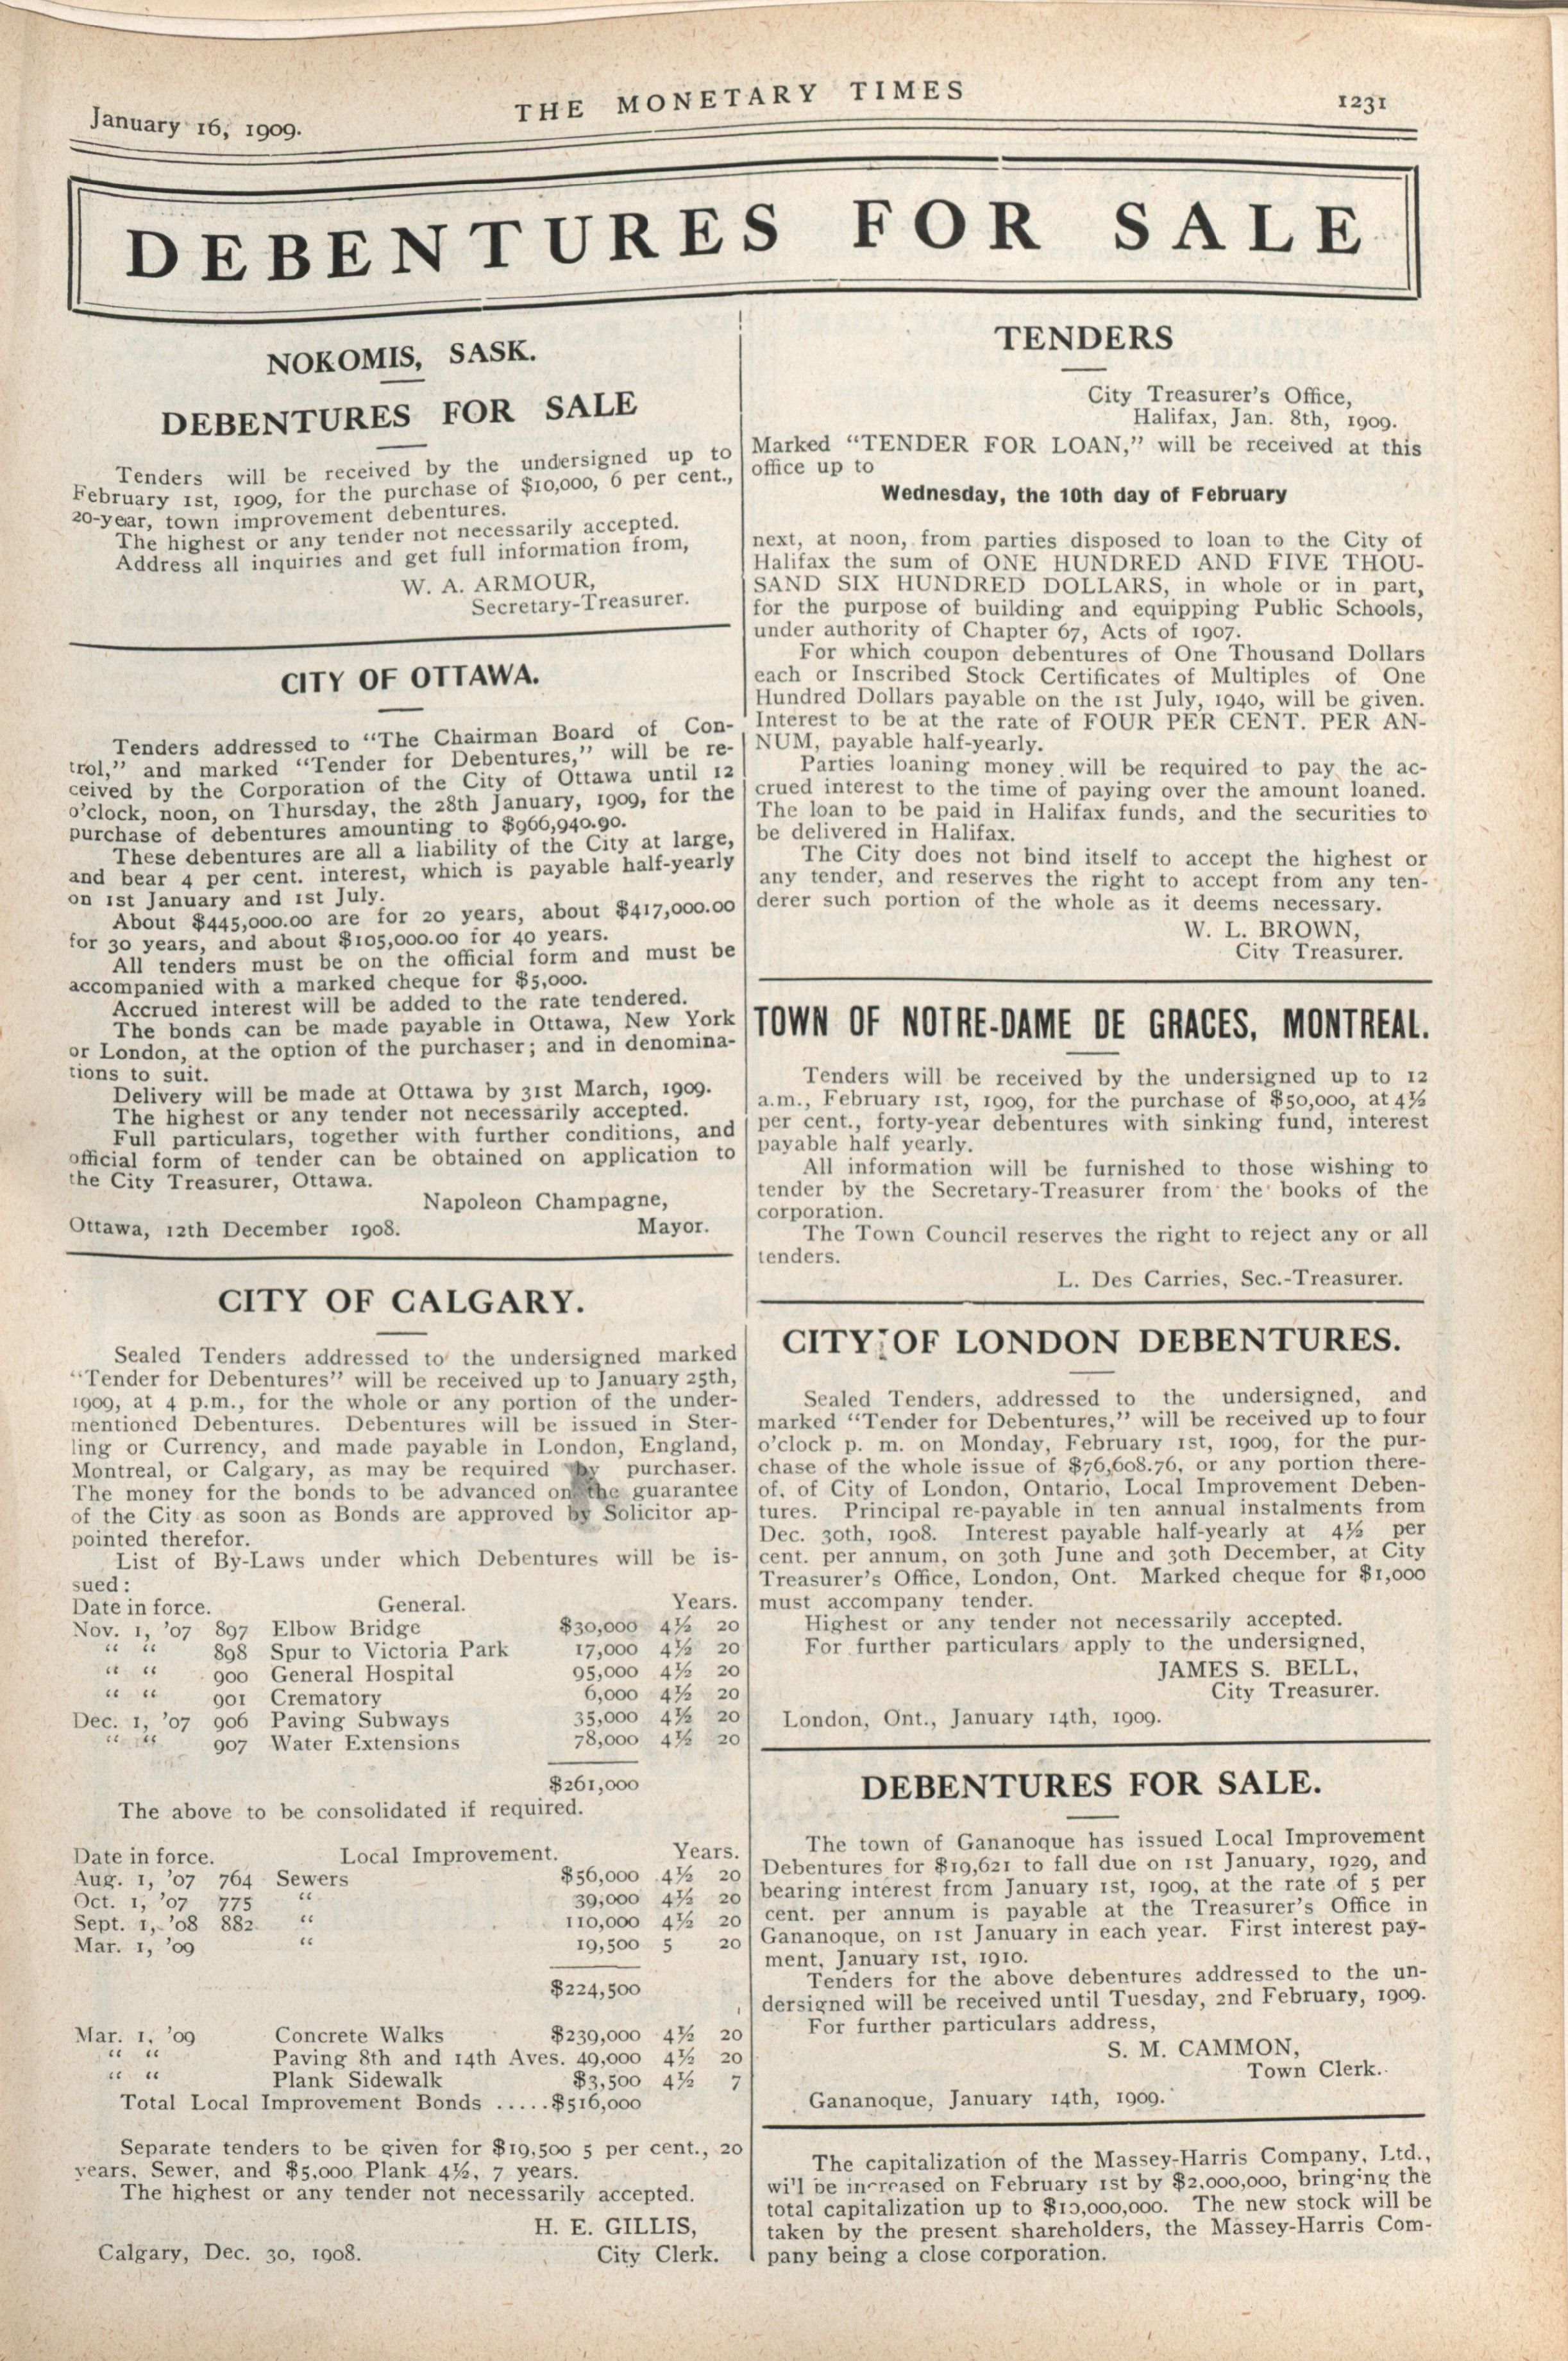 January 16, 1909.
THE MONETARY TIMES
1231
DEBENTURES FOR SALE
NOKOMIS, SASK.
DEBENTURES FOR SALE
Tenders will be received by the undersigned up to
February 1st, 1909, for the purchase of $10,000, 6 per cent.,
20-year, town improvement debentures.
The highest or any tender not necessarily accepted.
Address all inquiries and get full information from,
W. A. ARMOUR,
Secretary-Treasurer.
CITY OF OTTAWA.
Tenders addressed to "The Chairman Board of Con-
trol," and marked "Tender for Debentures," will be re-
ceived by the Corporation of the City of Ottawa until 12
o'clock, noon, on Thursday, the 28th January, 1909, for the
purchase of debentures amounting to $966,940.90.
These debentures are all a liability of the City at large,
and bear 4 per cent. interest, which is payable half-yearly
on 1st January and 1st July.
About $445,000.00 are for 20 years, about $417,000.00
for 30 years, and about $105,000.00 for 40 years.
All tenders must be on the official form and must be
accompanied with a marked cheque for $5,000.
Accrued interest will be added to the rate tendered.
The bonds can be made payable in Ottawa, New York
or London, at the option of the purchaser; and in denomina-
tions to suit.
Delivery will be made at Ottawa by 31st March, 1909.
The highest or any tender not necessarily accepted.
Full particulars, together with further conditions, and
official form of tender can be obtained on application to
the City Treasurer, Ottawa.
Napoleon Champagne,
Ottawa, 12th December 1908. Mayor.
CITY OF CALGARY.
Sealed Tenders addressed to the undersigned marked
"Tender for Debentures" will be received up to January 25th,
1909, at 4 p.m., for the whole or any portion of the under-
mentioned Debentures. Debentures will be issued in Ster-
ling or Currency, and made payable in London, England,
Montreal, or Calgary, as may be required by purchaser.
The money for the bonds to be advanced on the guarantee
of the City as soon as Bonds are approved by Solicitor ap-
pointed therefor.
List of By-Laws under which Debentures will be is-
sued:
Date in force. General. Years.
Nov. 1, '07 897 Elbow Bridge $30,000 4½ 20
" " 898 Spur to Victoria Park 17,000 4½ 20
" " 900 General Hospital 95,000 4½ 20
" " 901 Crematory 6,000 4½ 20
Dec. 1, '07 906 Paving Subways 35,000 4½ 20
" " 907 Water Extensions 78,000 4½ 20
$261,000
The above to be consolidated if required.
Date in force. Local Improvement. Years.
Aug. 1, '07 764 Sewers $56,000 4½ 20
Oct. 1, '07 775 " 39,000 4½ 20
Sept. 1, '08 882 " 110,000 4½ 20
Mar. 1, '09 " 19,500 5 20
$224,500
Mar. 1, '09 Concrete Walks $239,000 4½ 20
" " Paving 8th and 14th Aves. 49,000 4½ 20
" " Plank Sidewalk $3,500 4½ 7
Total Local Improvement Bonds .....$516,000
Separate tenders to be given for $19,500 5 per cent., 20
years, Sewer, and $5,000 Plank 4½, 7 years.
The highest or any tender not necessarily accepted.
H. E. GILLIS,
Calgary, Dec. 30, 1908. City Clerk.
TENDERS
City Treasurer's Office,
Halifax, Jan. 8th, 1909.
Marked "TENDER FOR LOAN," will be received at this
office up to
Wednesday, the 10th day of February
next, at noon, from parties disposed to loan to the City of
Halifax the sum of ONE HUNDRED AND FIVE THOU-
SAND SIX HUNDRED DOLLARS, in whole or in part,
for the purpose of building and equipping Public Schools,
under authority of Chapter 67, Acts of 1907.
For which coupon debentures of One Thousand Dollars
each or Inscribed Stock Certificates of Multiples of One
Hundred Dollars payable on the 1st July, 1940, will be given.
Interest to be at the rate of FOUR PER CENT. PER AN-
NUM, payable half-yearly.
Parties loaning money will be required to pay the ac-
crued interest to the time of paying over the amount loaned.
The loan to be paid in Halifax funds, and the securities to
be delivered in Halifax.
The City does not bind itself to accept the highest or
any tender, and reserves the right to accept from any ten-
derer such portion of the whole as it deems necessary.
W. L. BROWN,
City Treasurer.
TOWN OF NOTRE-DAME DE GRACES, MONTREAL.
Tenders will be received by the undersigned up to 12
a.m., February 1st, 1909, for the purchase of $50,000, at 4½
per cent., forty-year debentures with sinking fund, interest
payable half yearly.
All information will be furnished to those wishing to
tender by the Secretary-Treasurer from the books of the
corporation.
The Town Council reserves the right to reject any or all
tenders.
L. Des Carries, Sec.-Treasurer.
CITY OF LONDON DEBENTURES.
Sealed Tenders, addressed to the undersigned, and
marked "Tender for Debentures," will be received up to four
o'clock p. m. on Monday, February 1st, 1909, for the pur-
chase of the whole issue of $76,608.76, or any portion there-
of, of City of London, Ontario, Local Improvement Deben-
tures. Principal re-payable in ten annual instalments from
Dec. 30th, 1908. Interest payable half-yearly at 4½ per
cent. per annum, on 30th June and 30th December, at City
Treasurer's Office, London, Ont. Marked cheque for $1,000
must accompany tender.
Highest or any tender not necessarily accepted.
For further particulars apply to the undersigned,
JAMES S. BELL,
City Treasurer.
London, Ont., January 14th, 1909.
DEBENTURES FOR SALE.
The town of Gananoque has issued Local Improvement
Debentures for $19,621 to fall due on 1st January, 1929, and
bearing interest from January 1st, 1909, at the rate of 5 per
cent. per annum is payable at the Treasurer's Office in
Gananoque, on 1st January in each year. First interest pay-
ment, January 1st, 1910.
Tenders for the above debentures addressed to the un-
dersigned will be received until Tuesday, 2nd February, 1909.
For further particulars address,
S. M. CAMMON,
Town Clerk.
Gananoque, January 14th, 1909.
The capitalization of the Massey-Harris Company, Ltd.,
will be increased on February 1st by $2,000,000, bringing the
total capitalization up to $10,000,000. The new stock will be
taken by the present shareholders, the Massey-Harris Com-
pany being a close corporation.